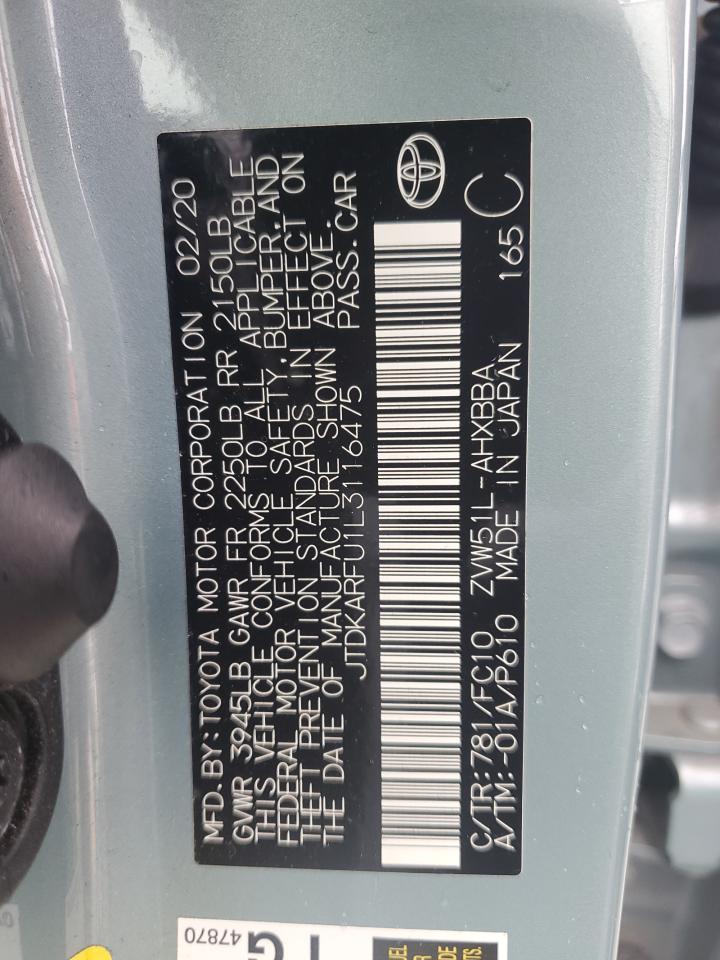 MFD.BY:TOYOTA MOTOR CORPORATION 02/20
GVWR 3945LB GAWR FR 2250LB RR 2150LB
THIS VEHICLE CONFORMS TO ALL APPLICABLE
FEDERAL MOTOR VEHICLE SAFETY,BUMPER,AND
THEFT PREVENTION STANDARDS IN EFFECT ON
THE DATE OF MANUFACTURE SHOWN ABOVE.
JTDKARFU1L3116475 PASS.CAR
C/TR:781/FC10 ZVW51L-AHXBBA
A/TM:-01A/P610 MADE IN JAPAN 165 C
47870